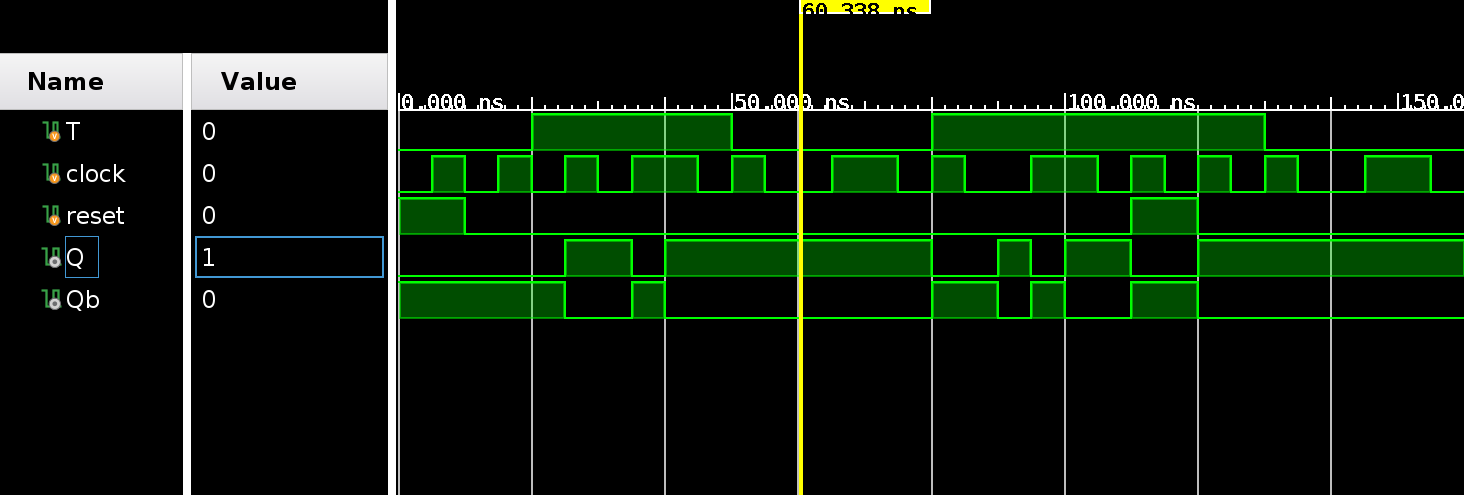 60.338 ns
Name Value
0.000 ns 50.000 ns 100.000 ns 150.0
T 0
clock 0
reset 0
Q 1
Qb 0